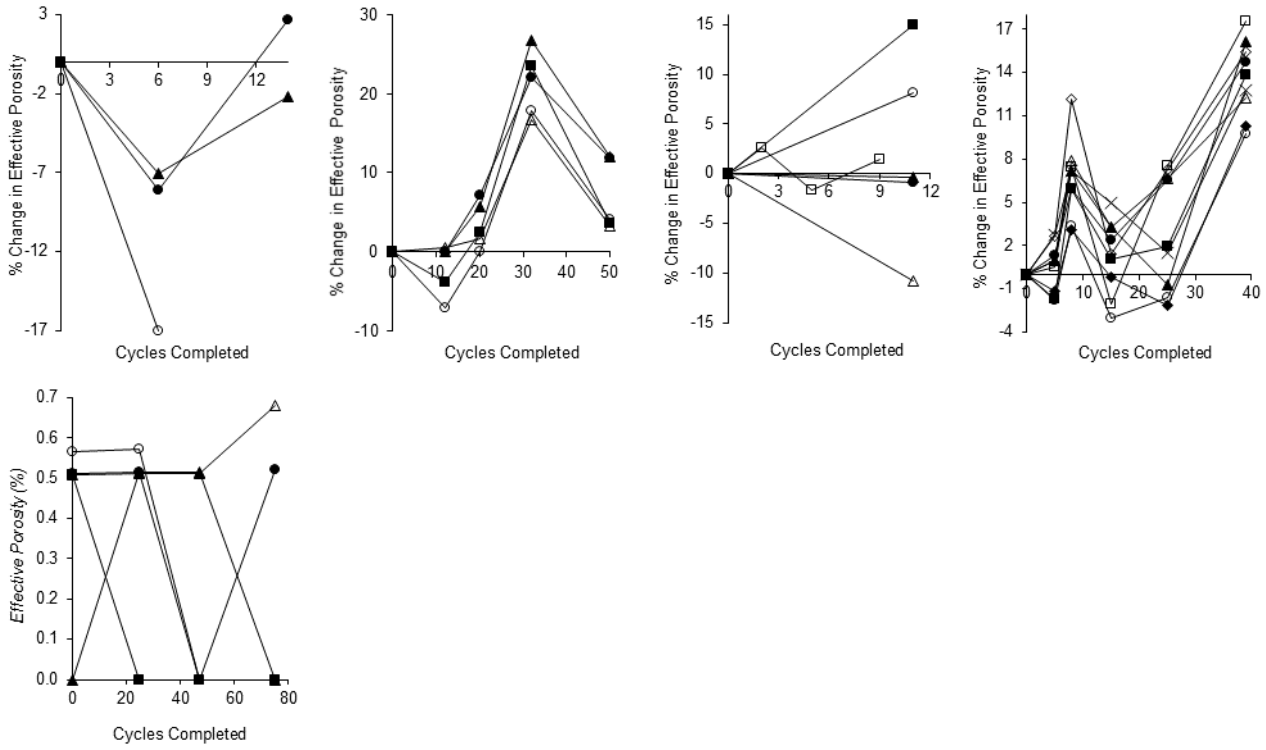 % Change in Effective Porosity
3
-2
-7
-12
-17
0 3 6 9 12
Cycles Completed
% Change in Effective Porosity
30
20
10
0
-10
0 10 20 30 40 50
Cycles Completed
% Change in Effective Porosity
15
10
5
0
-5
-10
-15
0 3 6 9 12
Cycles Completed
% Change in Effective Porosity
17
14
11
8
5
2
-1
-4
0 10 20 30 40
Cycles Completed
Effective Porosity (%)
0.7
0.6
0.5
0.4
0.3
0.2
0.1
0.0
0 20 40 60 80
Cycles Completed